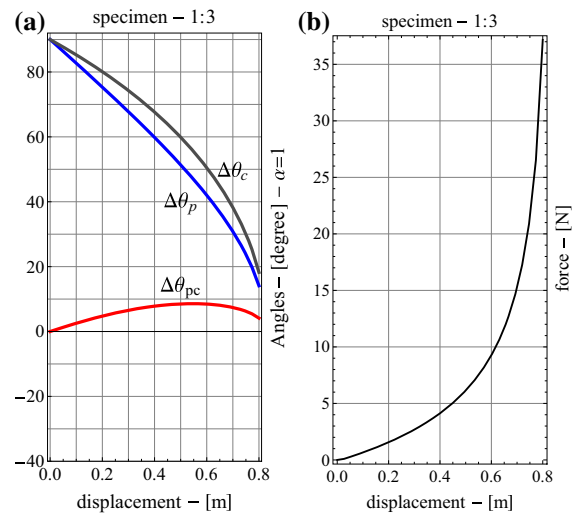 (a) specimen – 1:3
80
60
40
20
0
−20
−40
Δθc
Δθp
Δθpc
0.0 0.2 0.4 0.6 0.8
displacement – [m]
Angles – [degree] – α=1
(b) specimen – 1:3
35
30
25
20
15
10
5
0
0.0 0.2 0.4 0.6 0.8
displacement – [m]
force – [N]